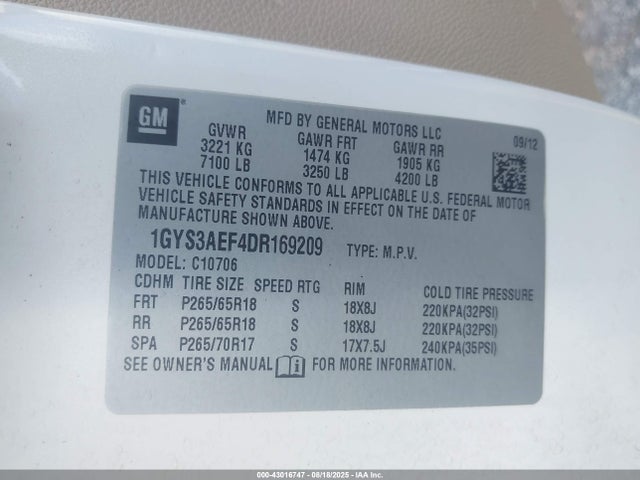 GM
MFD BY GENERAL MOTORS LLC
09/12
GVWR GAWR FRT GAWR RR
3221 KG 1474 KG 1905 KG
7100 LB 3250 LB 4200 LB
THIS VEHICLE CONFORMS TO ALL APPLICABLE U.S. FEDERAL MOTOR
VEHICLE SAFETY STANDARDS IN EFFECT ON THE DATE OF
MANUFACTURE SHOWN ABOVE.
1GYS3AEF4DR169209 TYPE: M.P.V.
MODEL: C10706
CDHM TIRE SIZE SPEED RTG RIM COLD TIRE PRESSURE
FRT P265/65R18 S 18X8J 220KPA(32PSI)
RR P265/65R18 S 18X8J 220KPA(32PSI)
SPA P265/70R17 S 17X7.5J 240KPA(35PSI)
SEE OWNER'S MANUAL i FOR MORE INFORMATION.
000-43016747 - 08/18/2025 - IAAI.com, Inc.